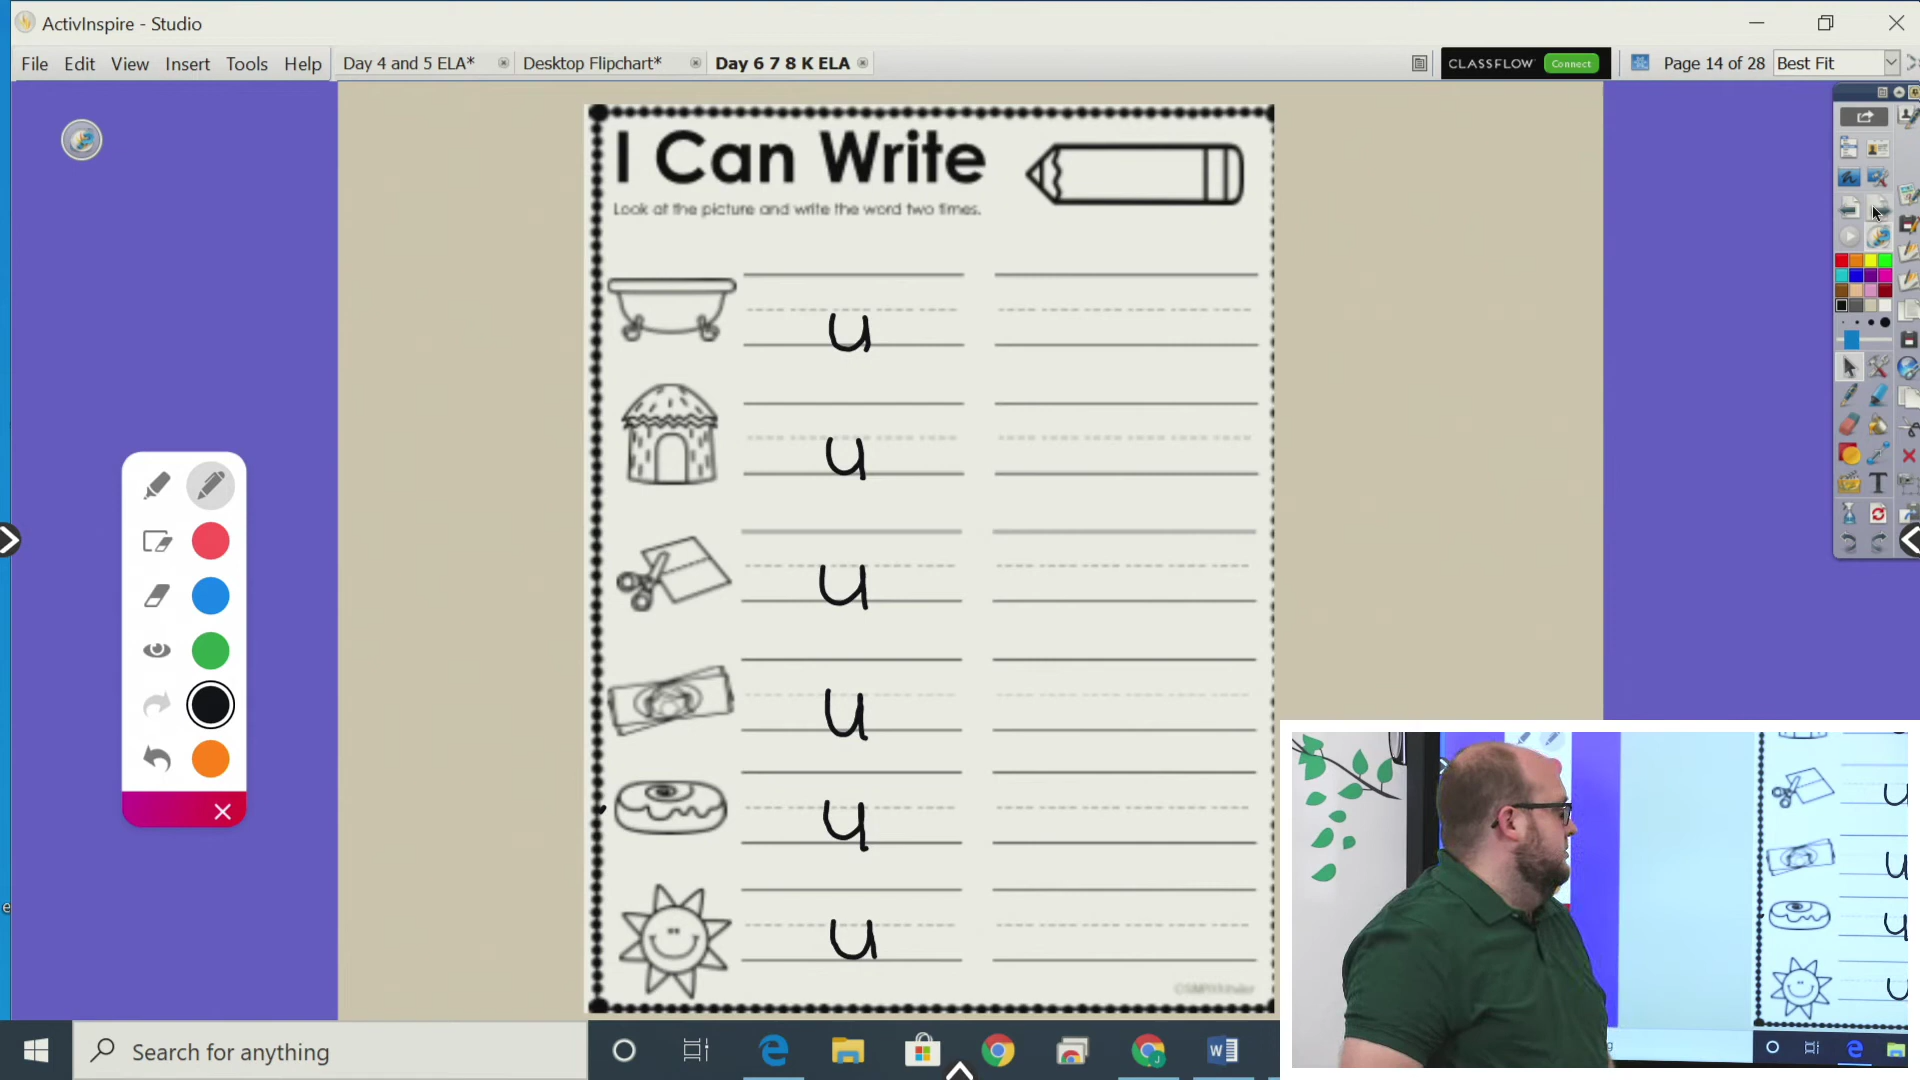 ActivInspire - Studio
File Edit View Insert Tools Help
Day 4 and 5 ELA* Desktop Flipchart* Day 6 7 8 K ELA
CLASSFLOW Connect
Page 14 of 28 Best Fit
I Can Write
Look at the picture and write the word two times.
u
u
u
u
u
u
T
Search for anything
u
u
u
u